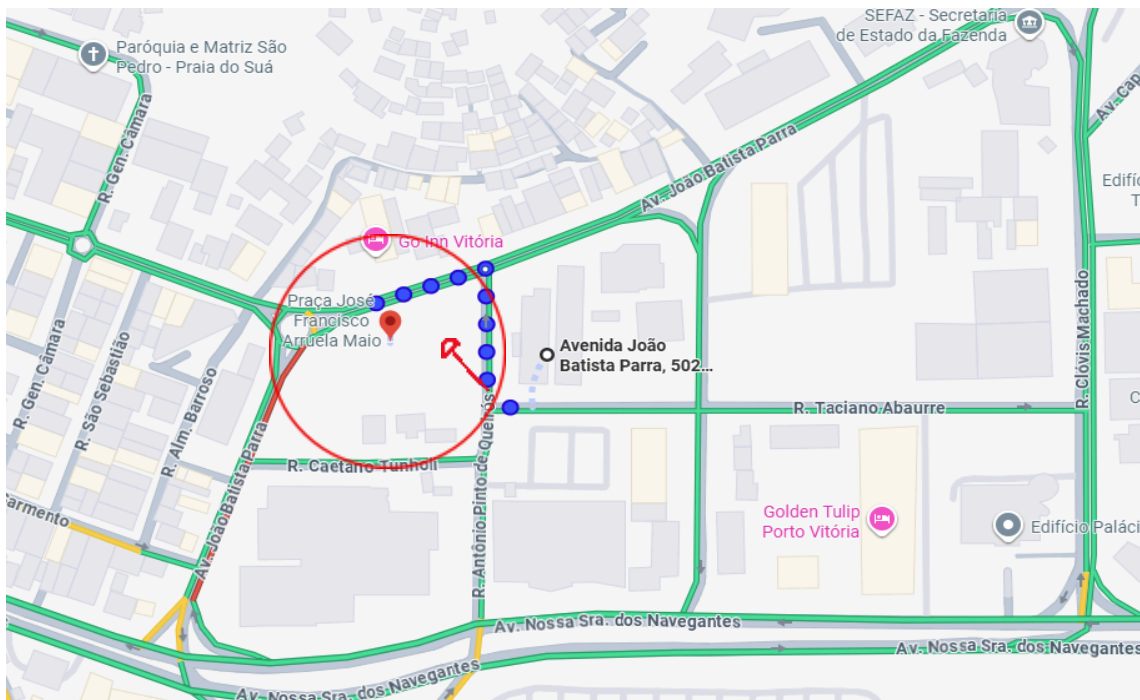 SEFAZ - Secretaria
de Estado da Fazenda
Paróquia e Matriz São
Pedro - Praia do Suá
Av. Cap
R. Gen. Câmara
Av. João Batista Parra
Edifíc
T
Go Inn Vitória
Praça José
Francisco
Arruela Maio
Avenida João
Batista Parra, 502...
R. Clóvis Machado
R. Gen. Câmara
R. São Sebastião
R. Alm. Barroso
R. Taciano Abaurre
C
R. Antônio Pinto de Queirós
R. Caetano Tunholi
Av. João Batista Parra
armento
Golden Tulip
Porto Vitória
Edifício Paláci
Av. Nossa Sra. dos Navegantes
Av. Nossa Sra. dos Navegantes
Av. Nossa Sra. dos Navegantes